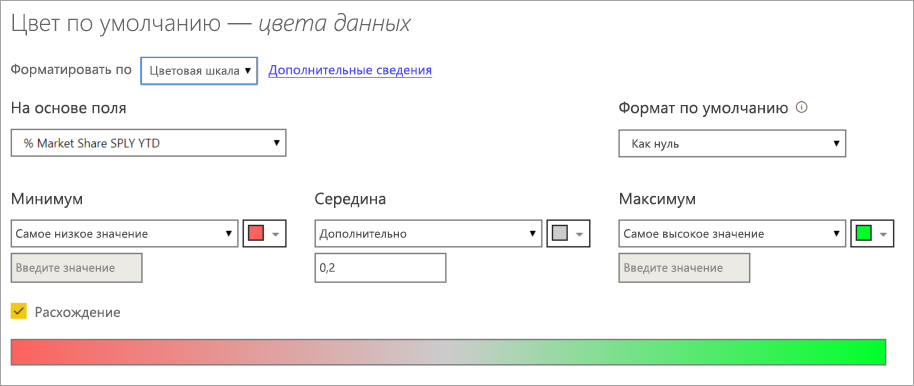 Цвет по умолчанию — цвета данных
Форматировать по Цветовая шкала Дополнительные сведения
На основе поля Формат по умолчанию
% Market Share SPLY YTD Как нуль
Минимум Середина Максимум
Самое низкое значение Дополнительно Самое высокое значение
Введите значение 0,2 Введите значение
Расхождение